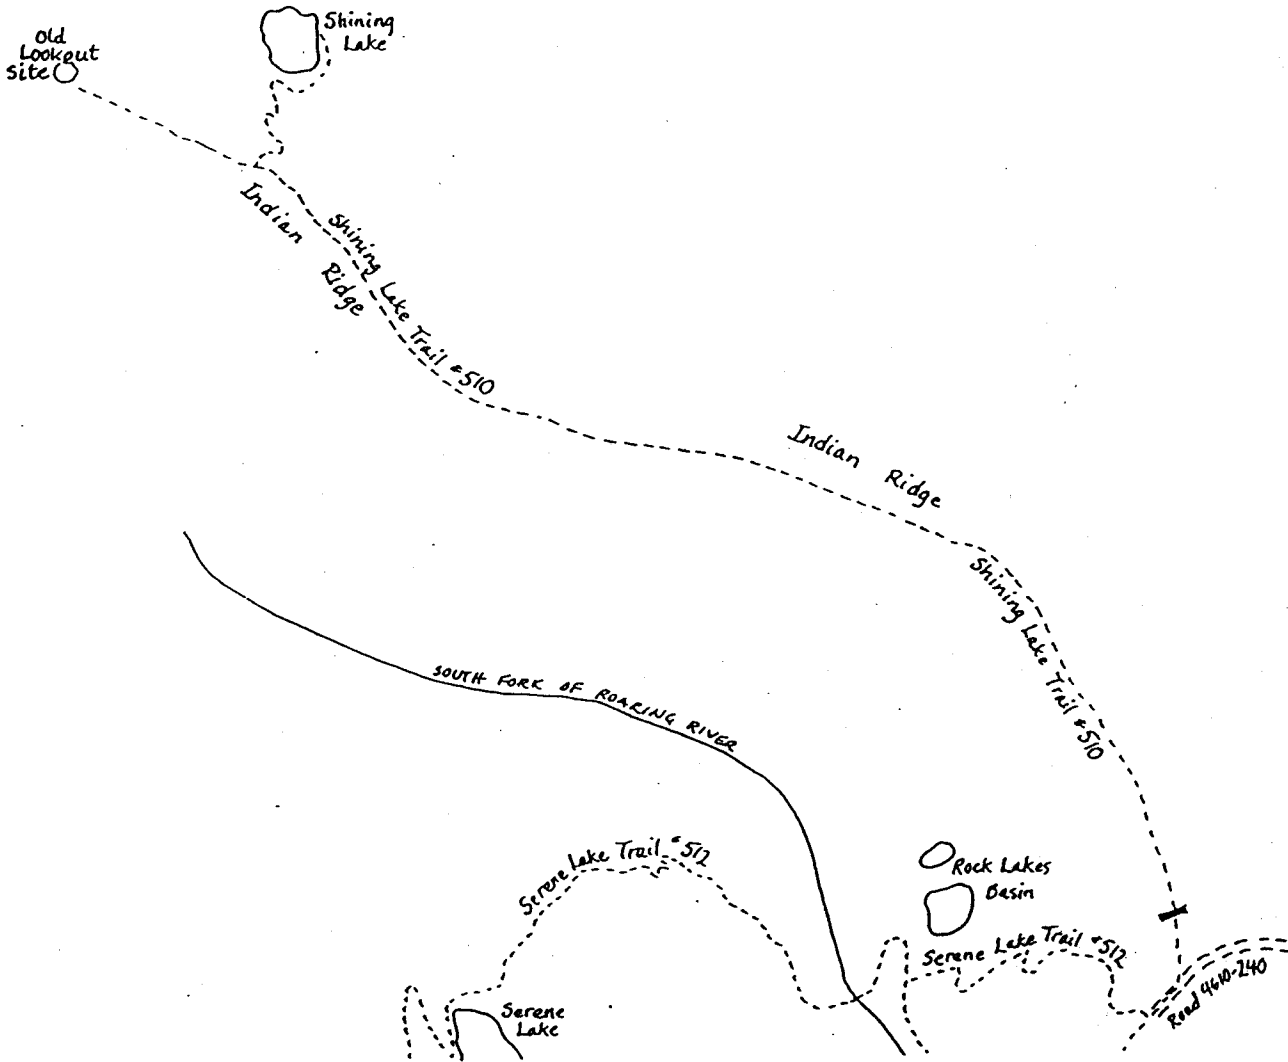 Old
Lookout
Site
Shining
Lake
Indian
Ridge
Shining Lake Trail #510
Indian Ridge
Shining Lake Trail #510
SOUTH FORK OF ROARING RIVER
Serene Lake Trail #512
Rock Lakes
Basin
Serene Lake Trail #512
Road 4610-240
Serene
Lake